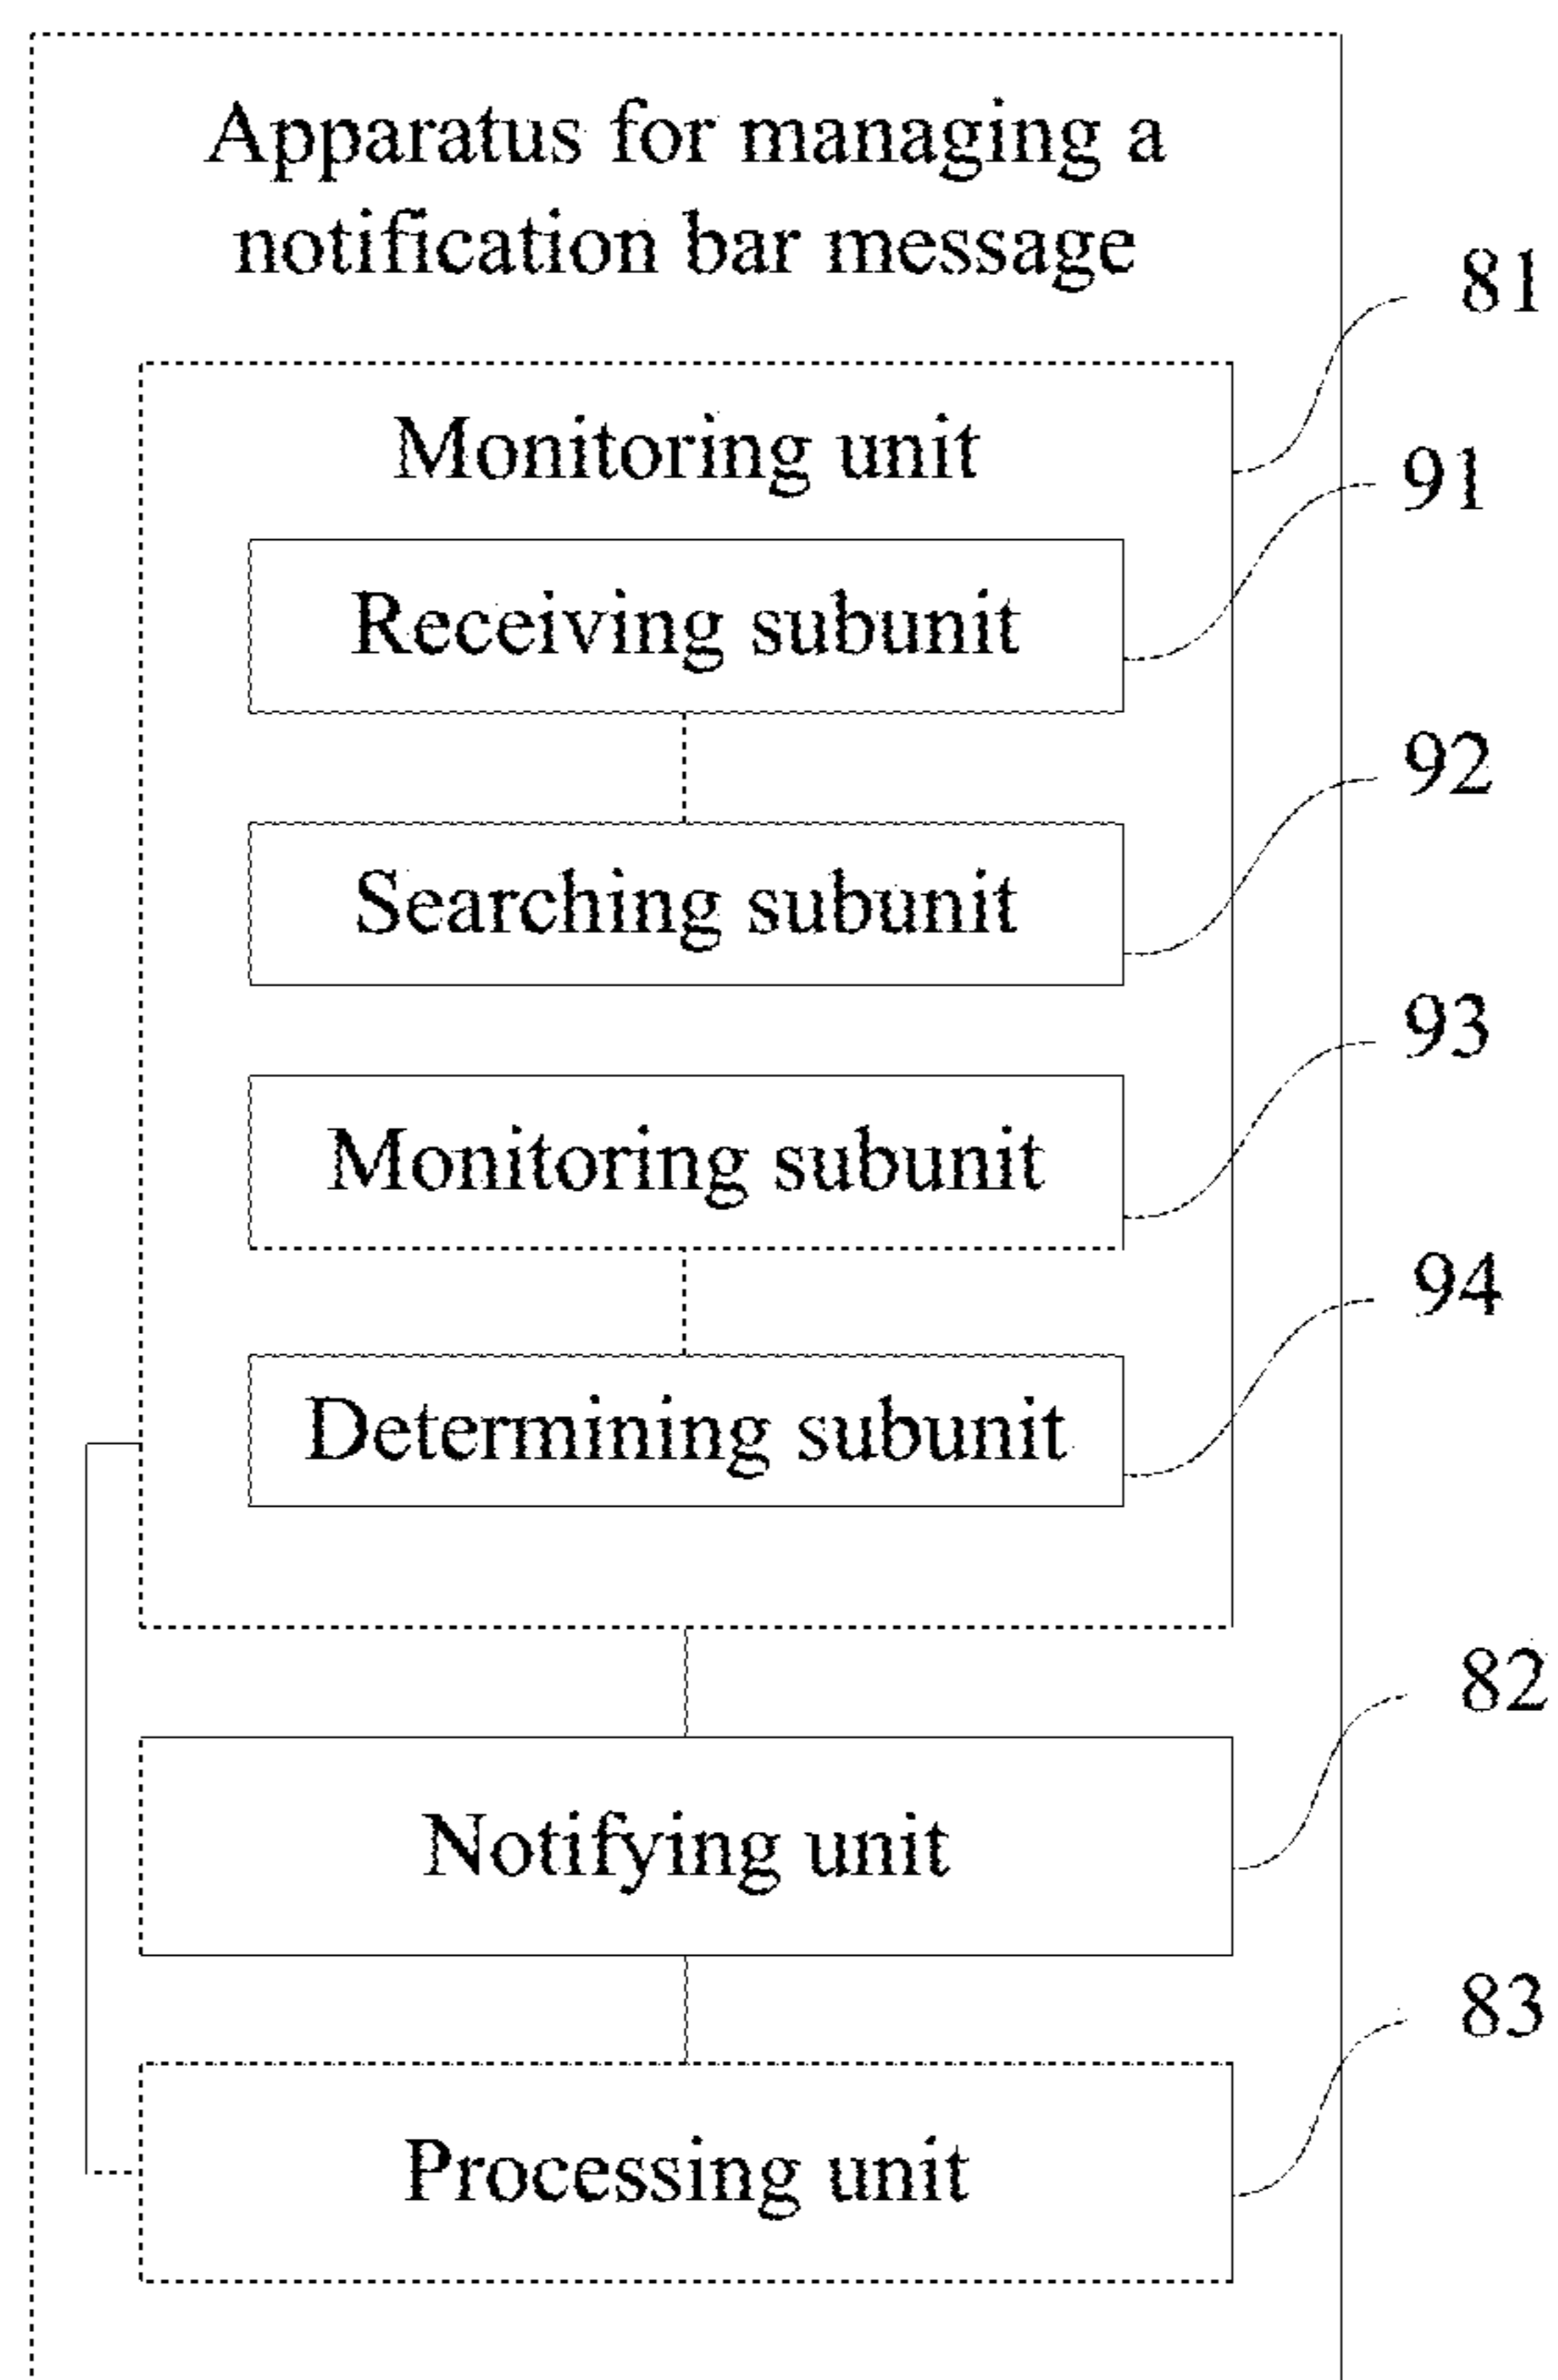 Apparatus for managing a
notification bar message
81
Monitoring unit
91
Receiving subunit
92
Searching subunit
93
Monitoring subunit
94
Determining subunit
82
Notifying unit
83
Processing unit